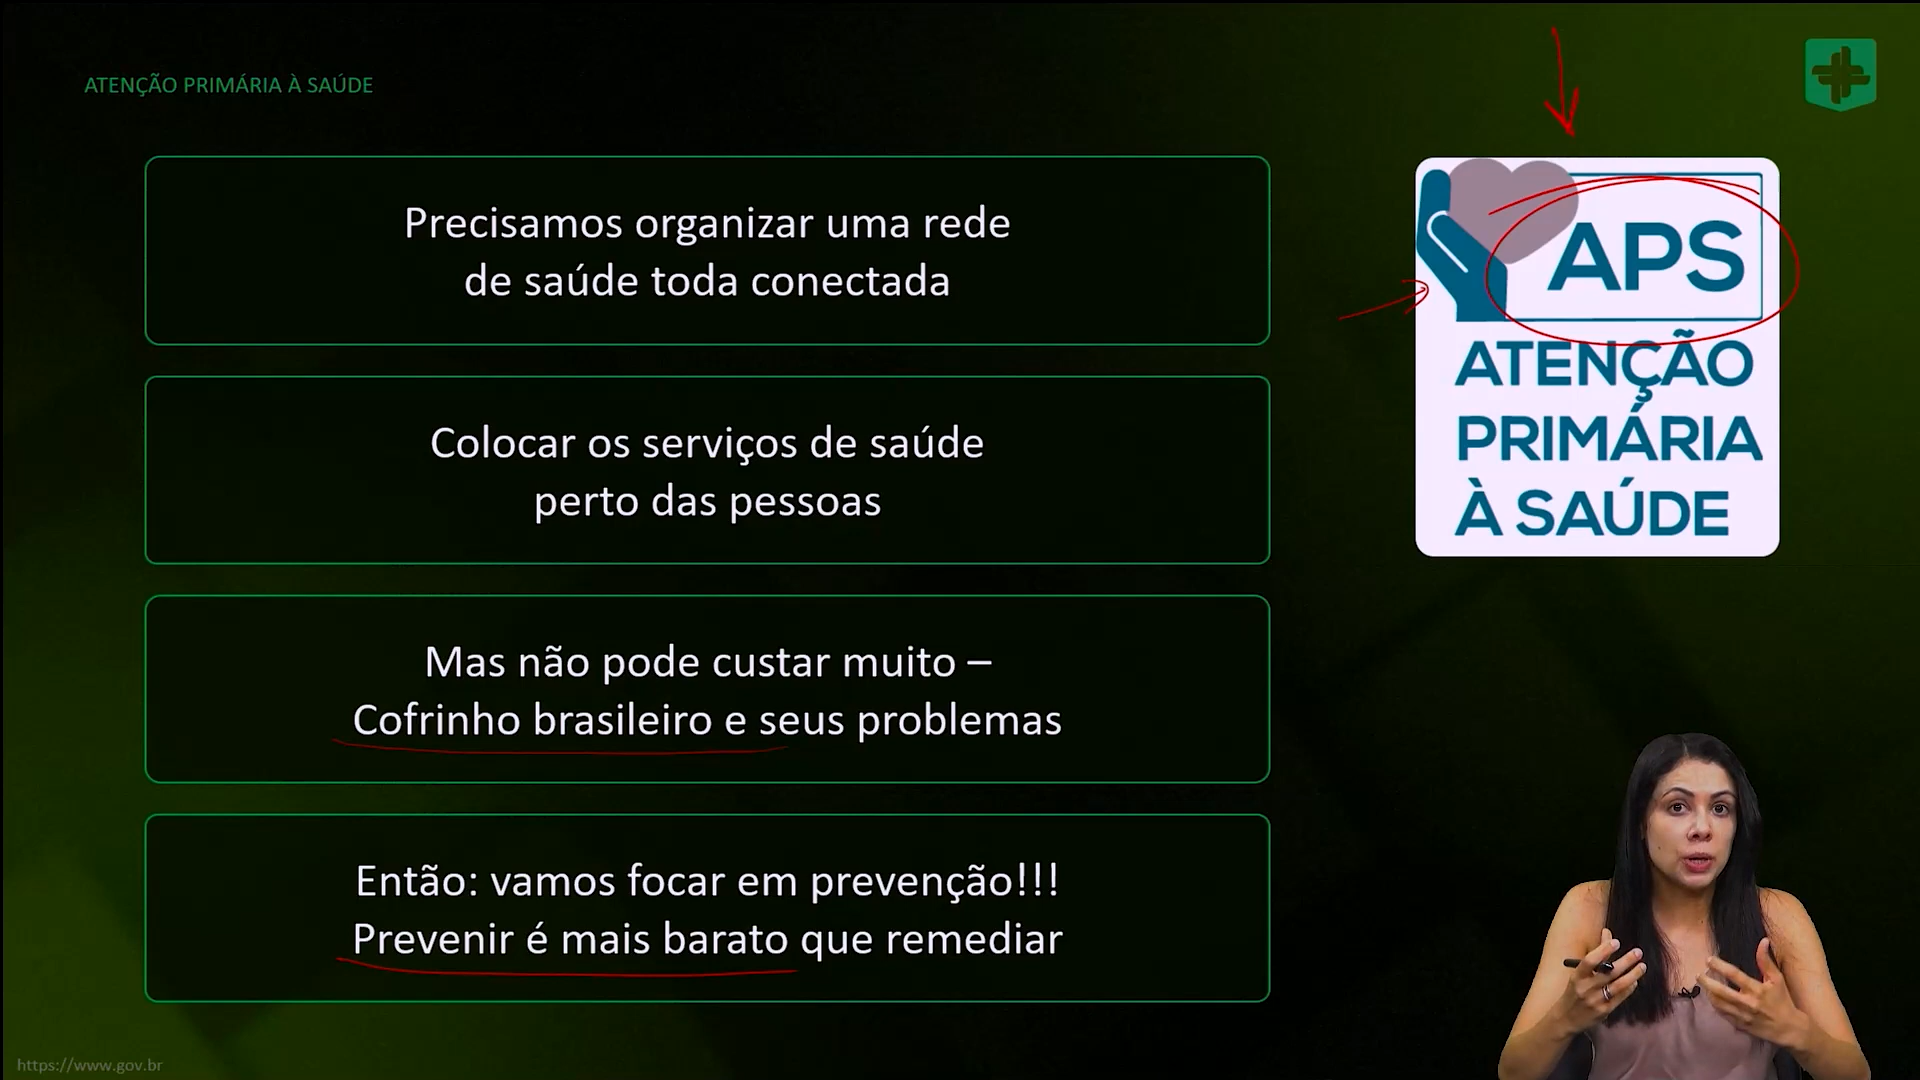 ATENÇÃO PRIMÁRIA À SAÚDE
Precisamos organizar uma rede
de saúde toda conectada
Colocar os serviços de saúde
perto das pessoas
Mas não pode custar muito –
Cofrinho brasileiro e seus problemas
Então: vamos focar em prevenção!!!
Prevenir é mais barato que remediar
APS
ATENÇÃO
PRIMÁRIA
À SAÚDE
https://www.gov.br